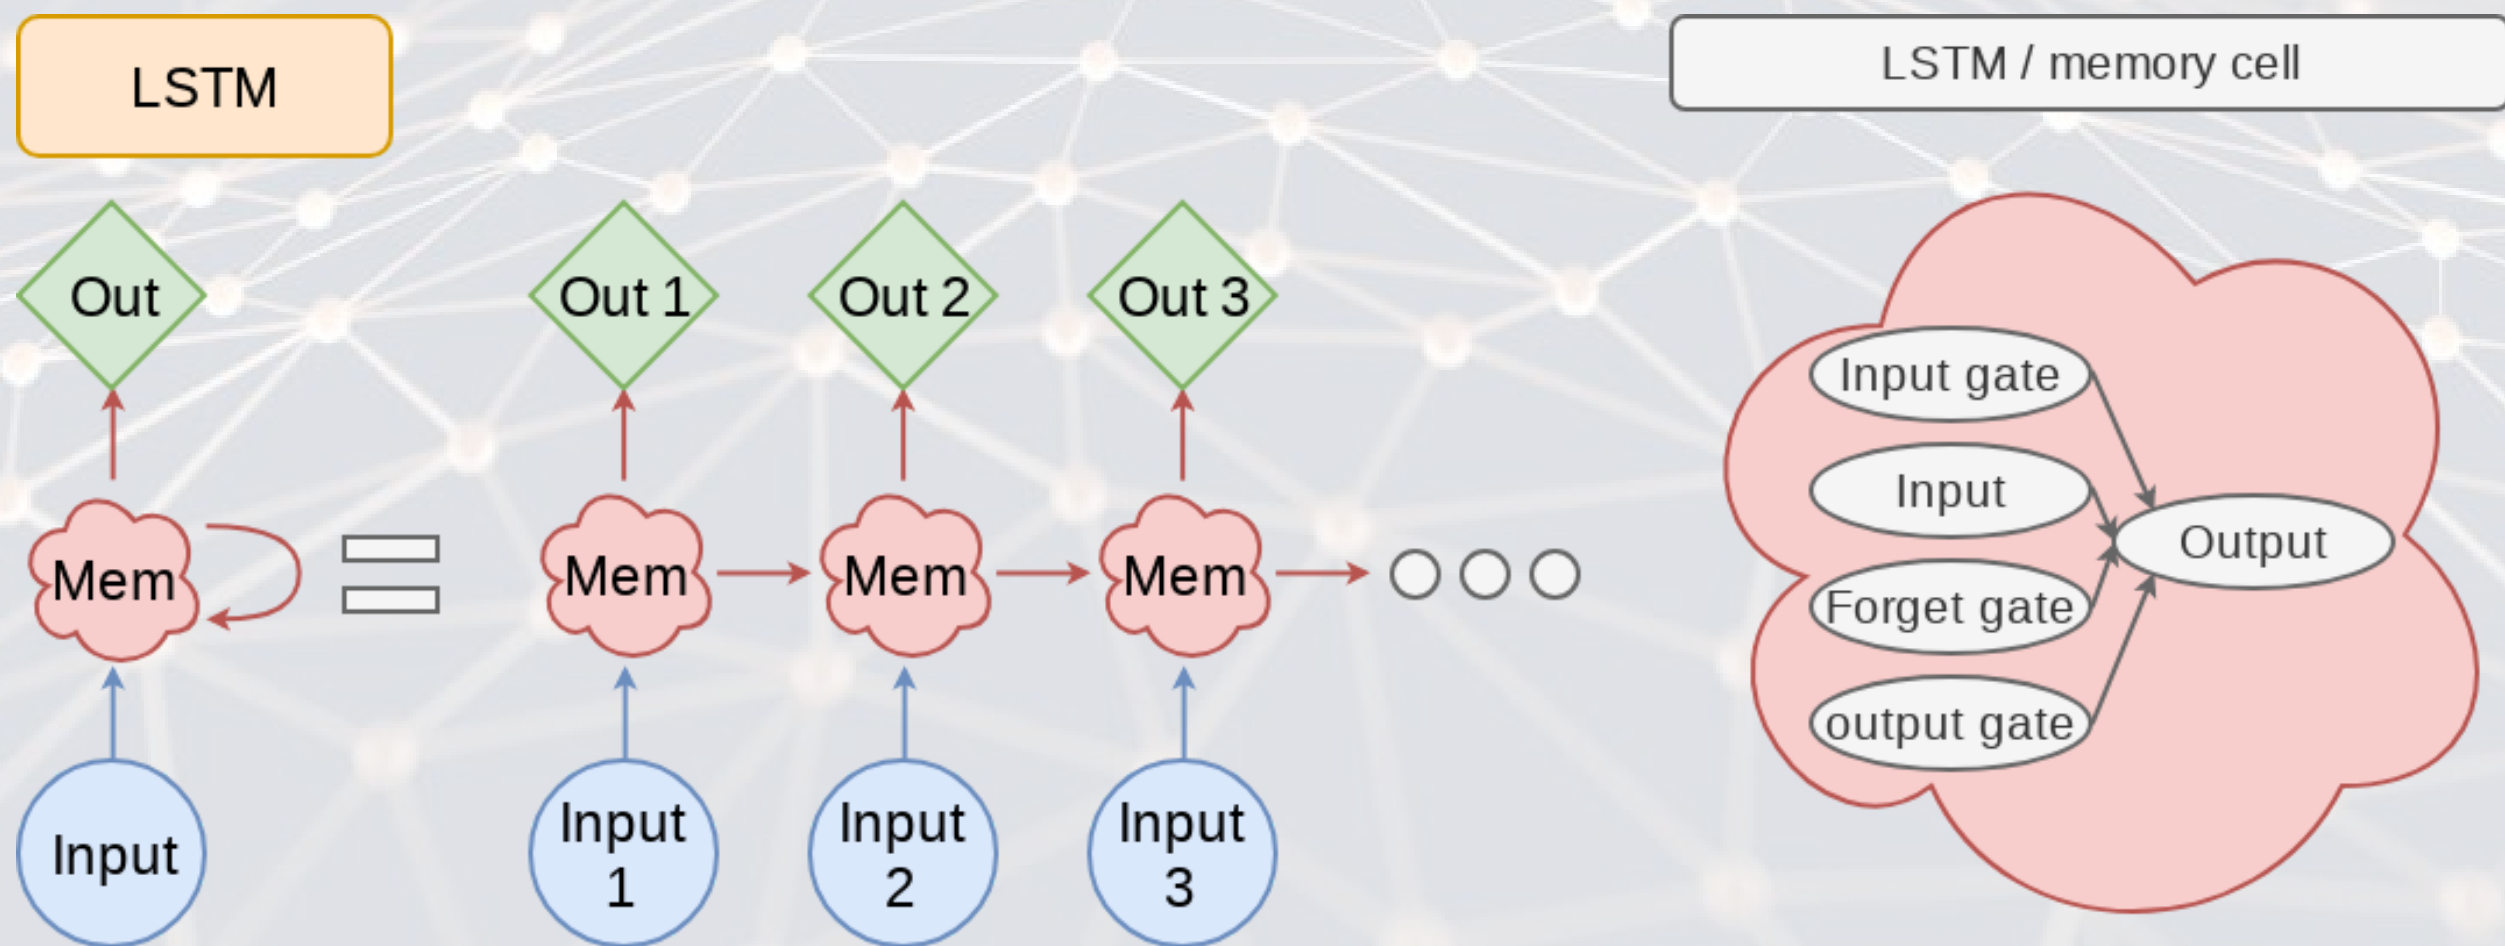 LSTM
LSTM / memory cell
Out
Out 1
Out 2
Out 3
Mem
Mem
Mem
Mem
Input
Input
1
Input
2
Input
3
Input gate
Input
Forget gate
output gate
Output